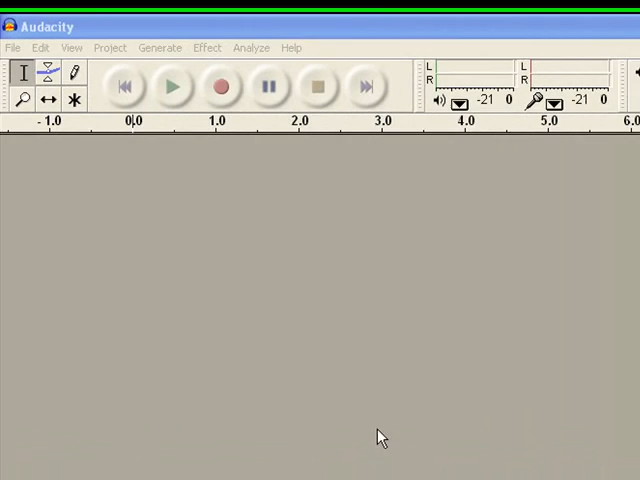 Audacity
File Edit View Project Generate Effect Analyze Help
L
R
-21 0
L
R
-21 0
- 1.0 0.0 1.0 2.0 3.0 4.0 5.0 6.0